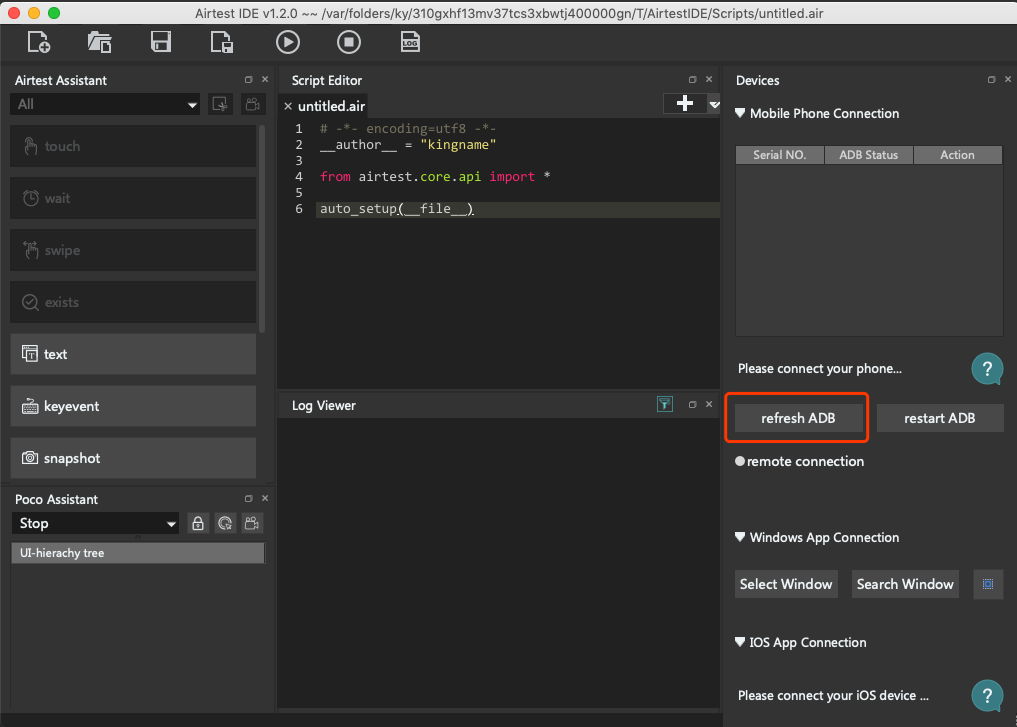 Airtest IDE v1.2.0 ~~ /var/folders/ky/310gxhf13mv37tcs3xbwtj400000gn/T/AirtestIDE/Scripts/untitled.air
LOG
Airtest Assistant
All
touch
wait
swipe
exists
text
keyevent
snapshot
Poco Assistant
Stop
UI-hierachy tree
Script Editor
untitled.air
1 # -*- encoding=utf8 -*-
2 __author__ = "kingname"
3
4 from airtest.core.api import *
5
6 auto_setup(__file__)
Log Viewer
Devices
Mobile Phone Connection
Serial NO. ADB Status Action
Please connect your phone... ?
refresh ADB restart ADB
remote connection
Windows App Connection
Select Window Search Window
IOS App Connection
Please connect your iOS device ... ?